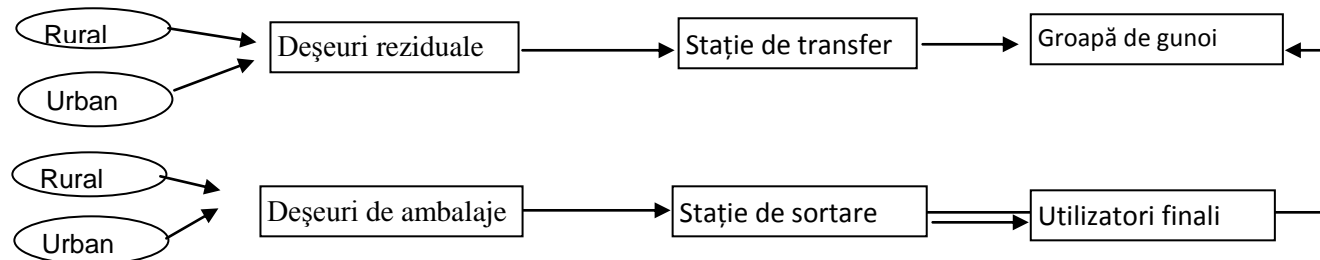 Rural
Deşeuri reziduale
Stație de transfer
Groapă de gunoi
Urban
Rural
Deşeuri de ambalaje
Stație de sortare
Utilizatori finali
Urban